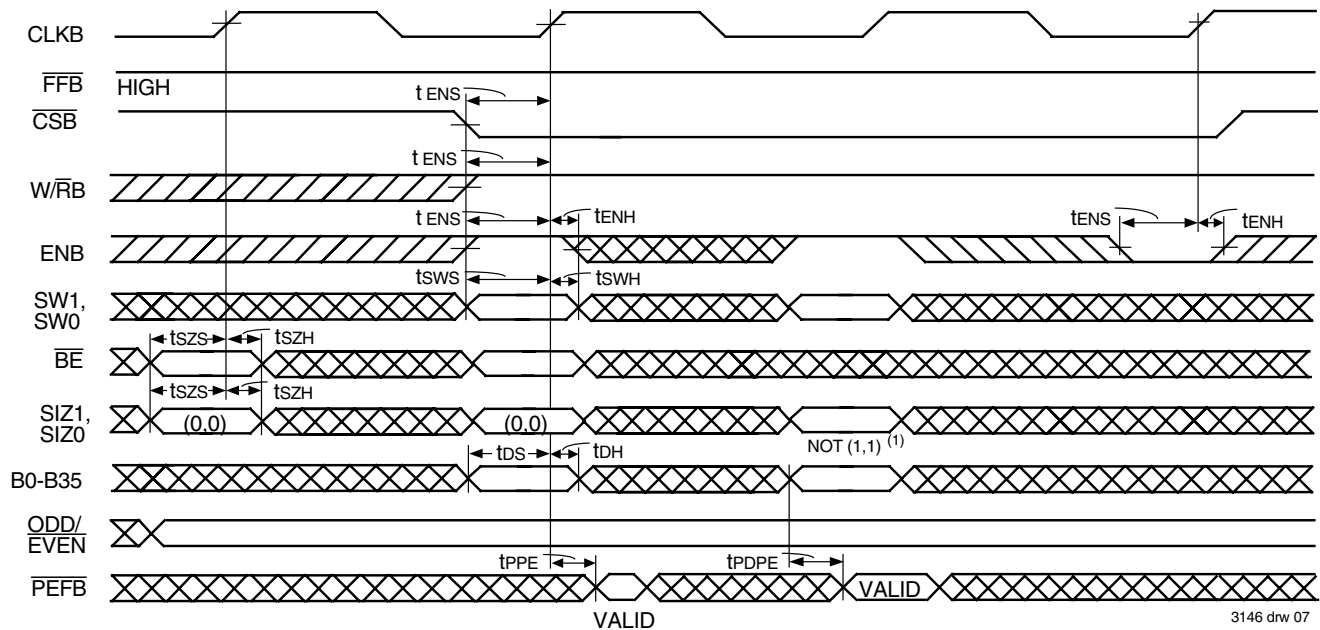 CLKB
FFB
HIGH
t ENS
CSB
t ENS
W/RB
t ENS
tENH
tENS
tENH
ENB
tSWS
tSWH
SW1,
SW0
tSZS
tSZH
BE
tSZS
tSZH
SIZ1,
SIZ0
(0,0)
(0,0)
NOT (1,1) (1)
tDS
tDH
B0-B35
ODD/
EVEN
tPPE
tPDPE
PEFB
VALID
VALID
3146 drw 07